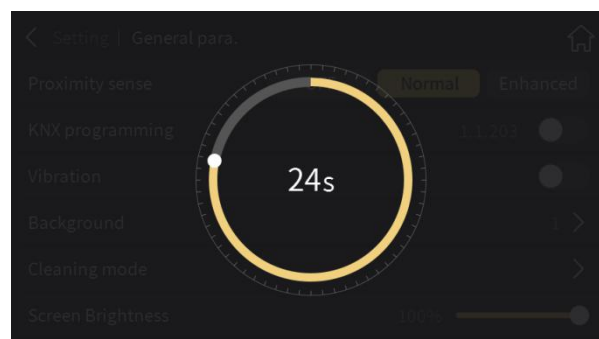 Setting | General para.
Proximity sense Normal Enhanced
KNX programming 1.1.203
Vibration
24s
Background 1
Cleaning mode
Screen Brightness 100%